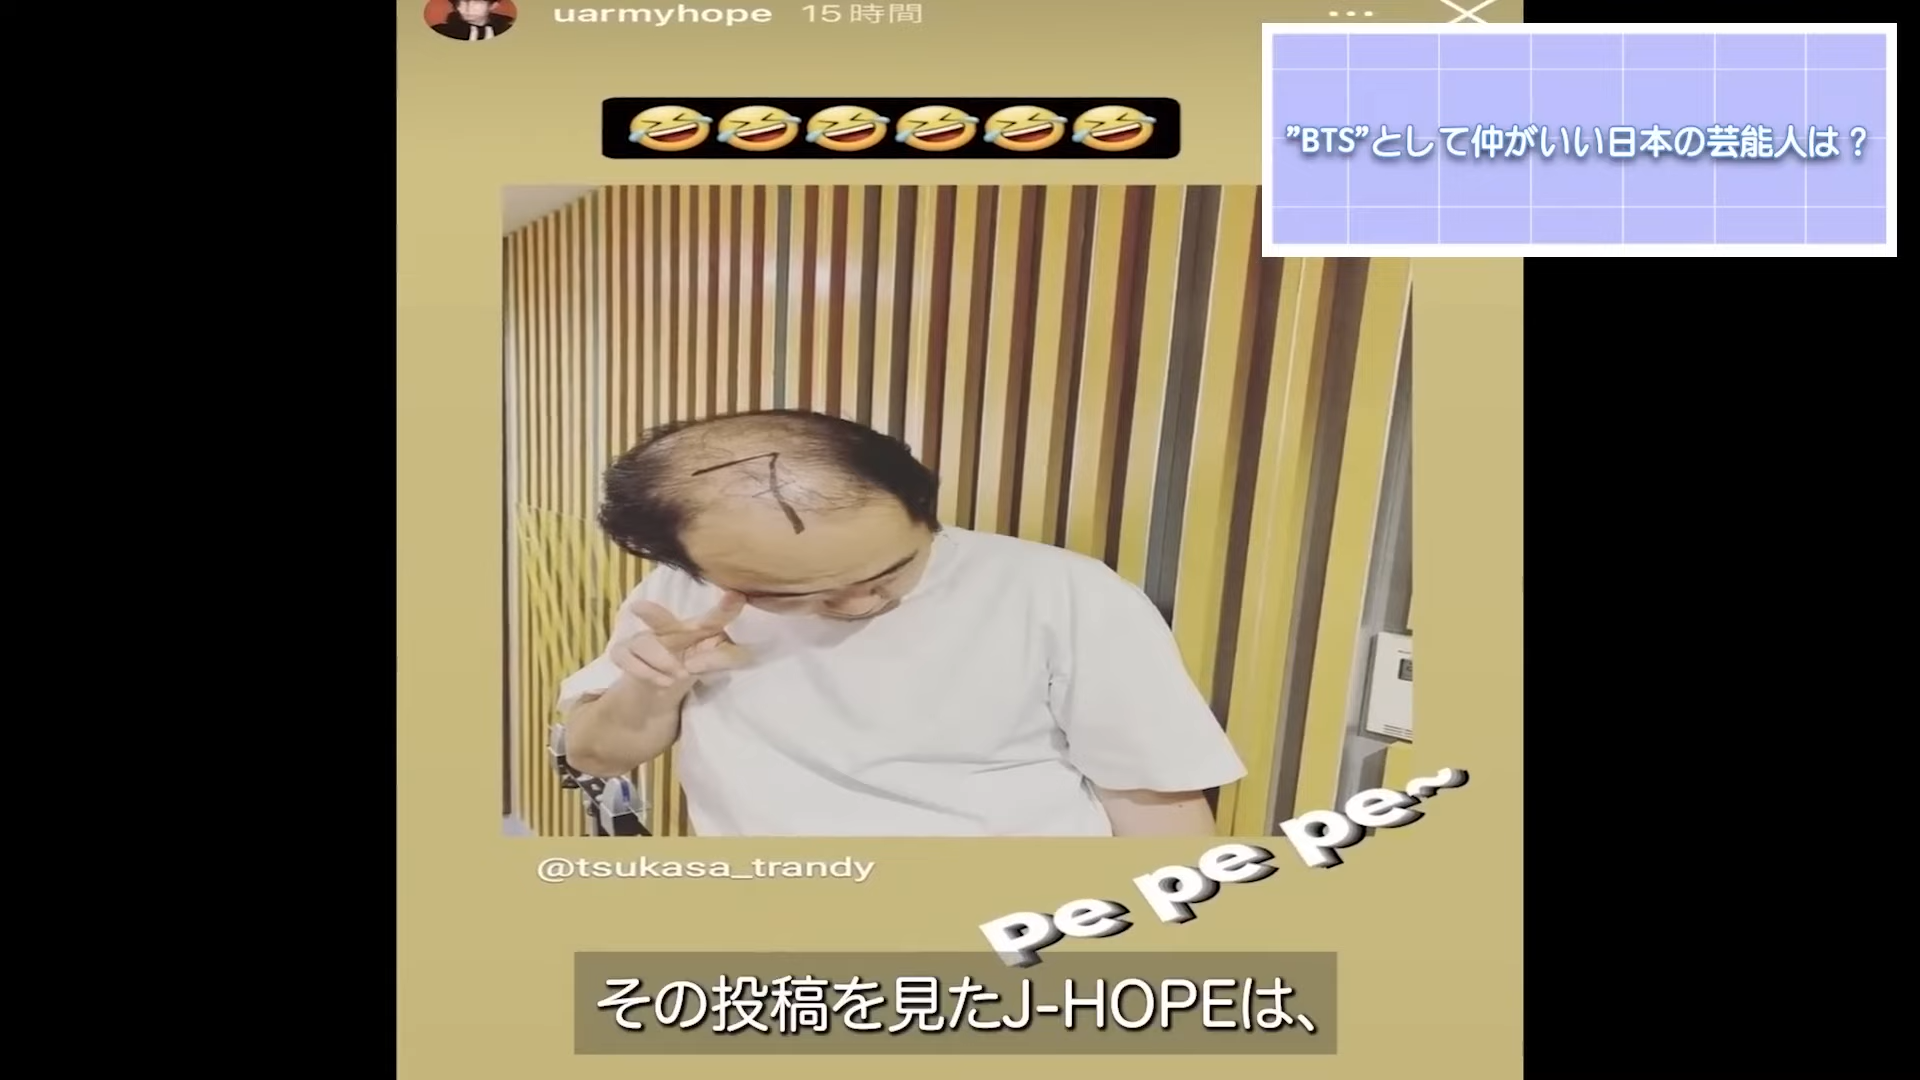 uarmyhope 15時間
”BTS”として仲がいい日本の芸能人は？
@tsukasa_trandy
Pe pe pe~
その投稿を見たJ-HOPEは、